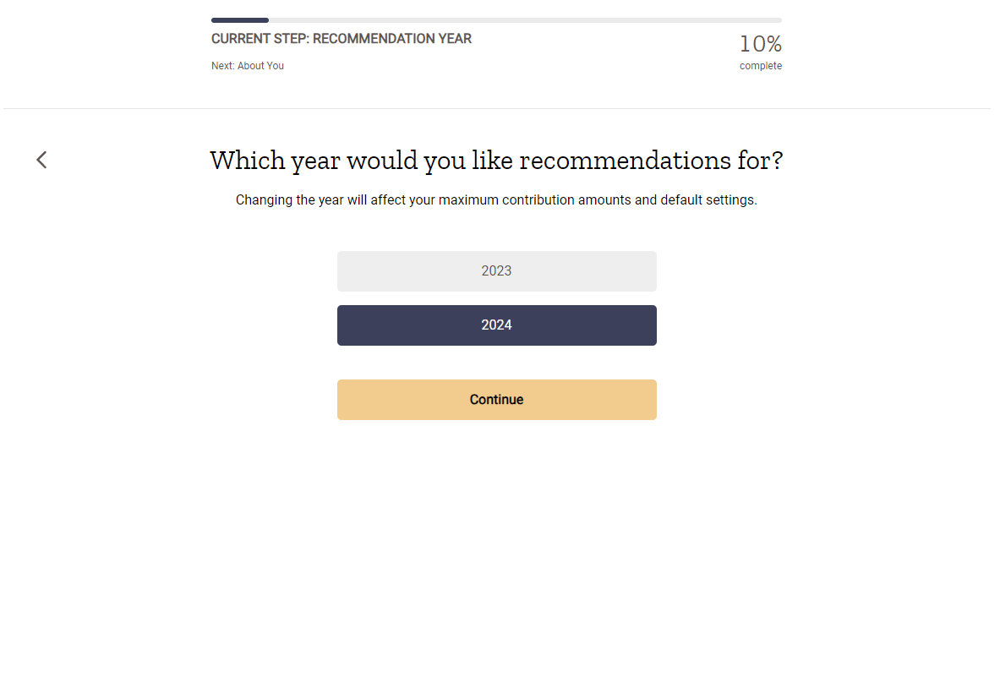 CURRENT STEP: RECOMMENDATION YEAR
10%
Next: About You
complete
Which year would you like recommendations for?
Changing the year will affect your maximum contribution amounts and default settings.
2023
2024
Continue